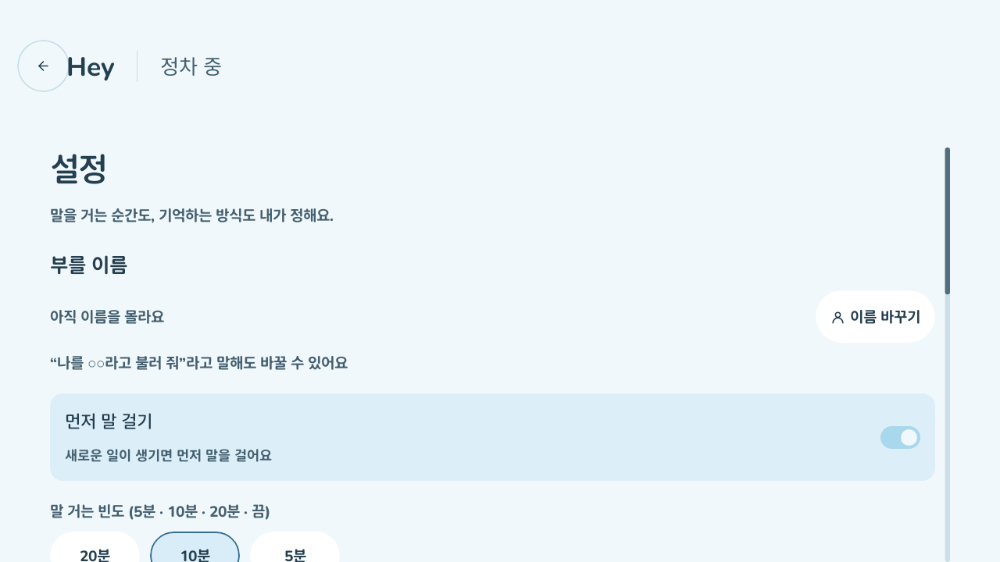 Hey
정차 중
설정
말을 거는 순간도, 기억하는 방식도 내가 정해요.
부를 이름
아직 이름을 몰라요
이름 바꾸기
“나를 ○○라고 불러 줘”라고 말해도 바꿀 수 있어요
먼저 말 걸기
새로운 일이 생기면 먼저 말을 걸어요
말 거는 빈도 (5분 · 10분 · 20분 · 끔)
20분
10분
5분